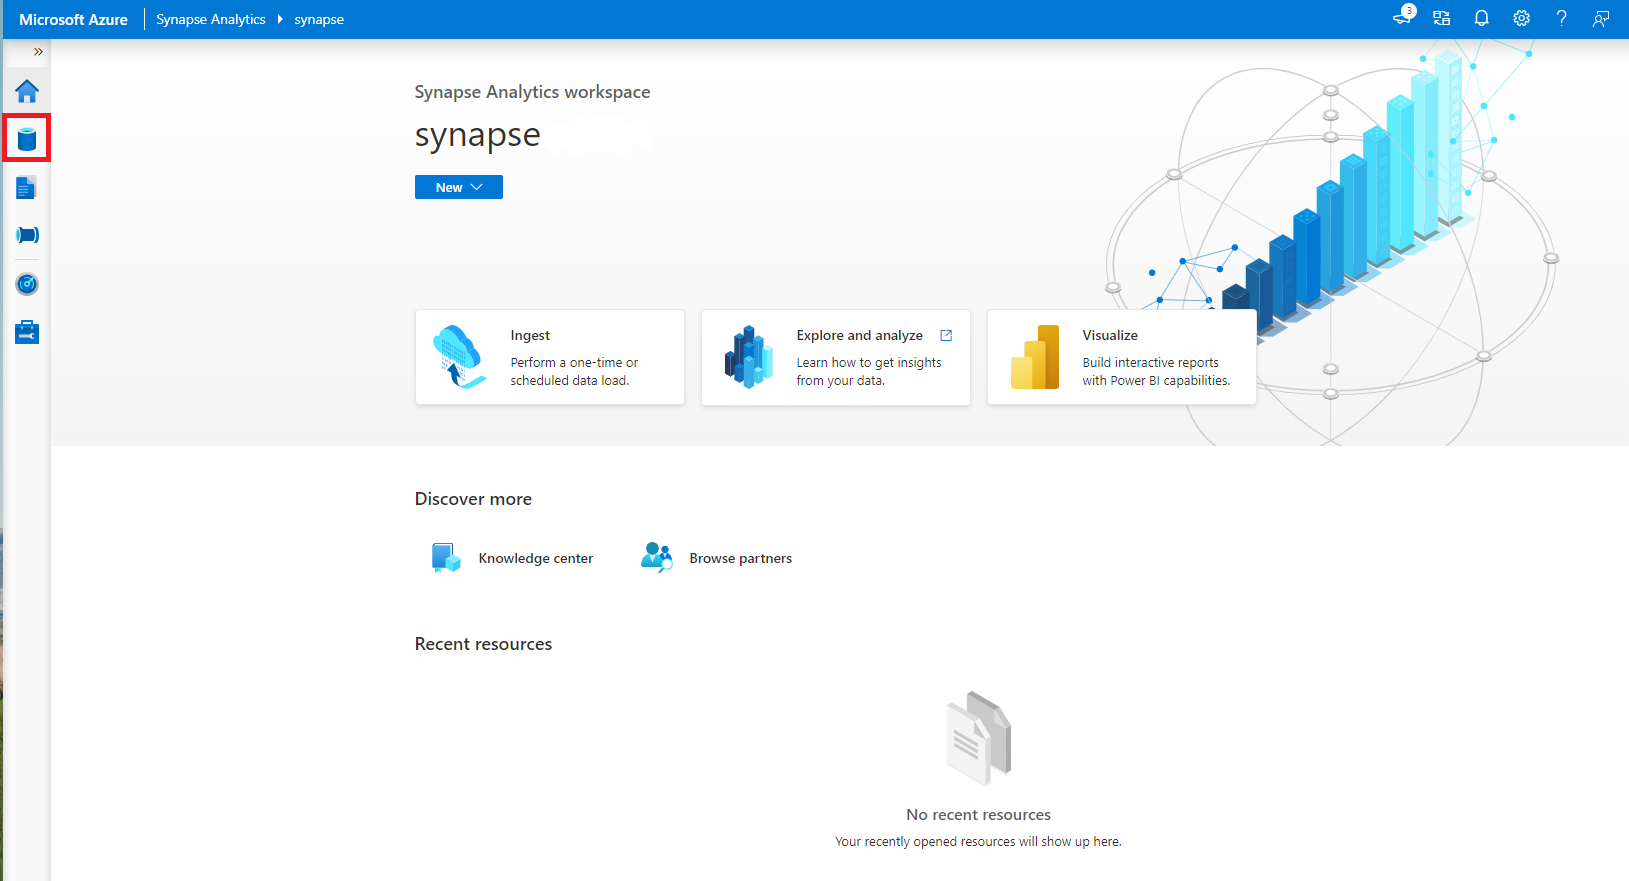 Microsoft Azure
Synapse Analytics
synapse
3
Synapse Analytics workspace
synapse
New
Ingest
Perform a one-time or
scheduled data load.
Explore and analyze
Learn how to get insights
from your data.
Visualize
Build interactive reports
with Power BI capabilities.
Discover more
Knowledge center
Browse partners
Recent resources
No recent resources
Your recently opened resources will show up here.